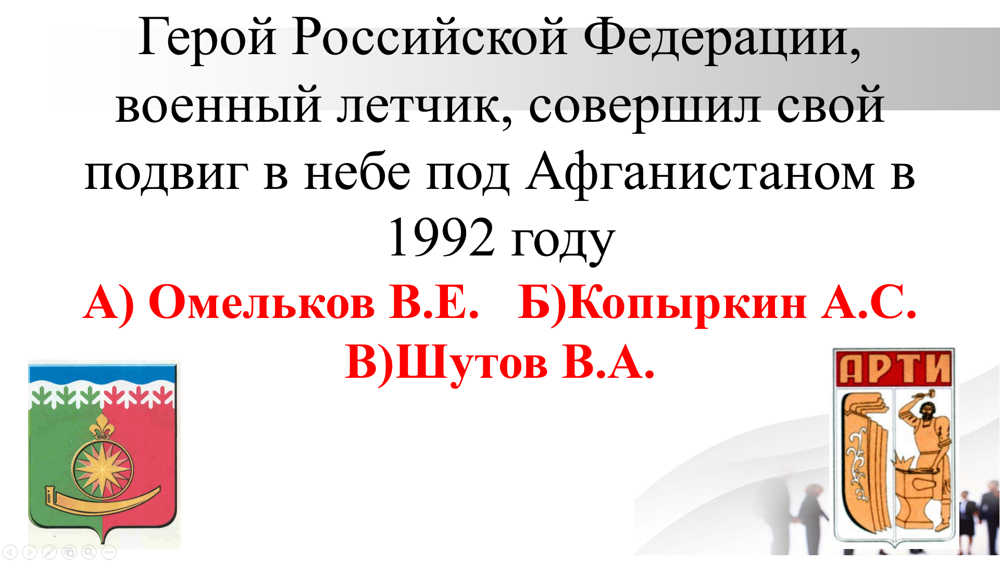 Герой Российской Федерации,
военный летчик, совершил свой
подвиг в небе под Афганистаном в
1992 году
А) Омельков В.Е.   Б)Копыркин А.С.
В)Шутов В.А.
АРТИ